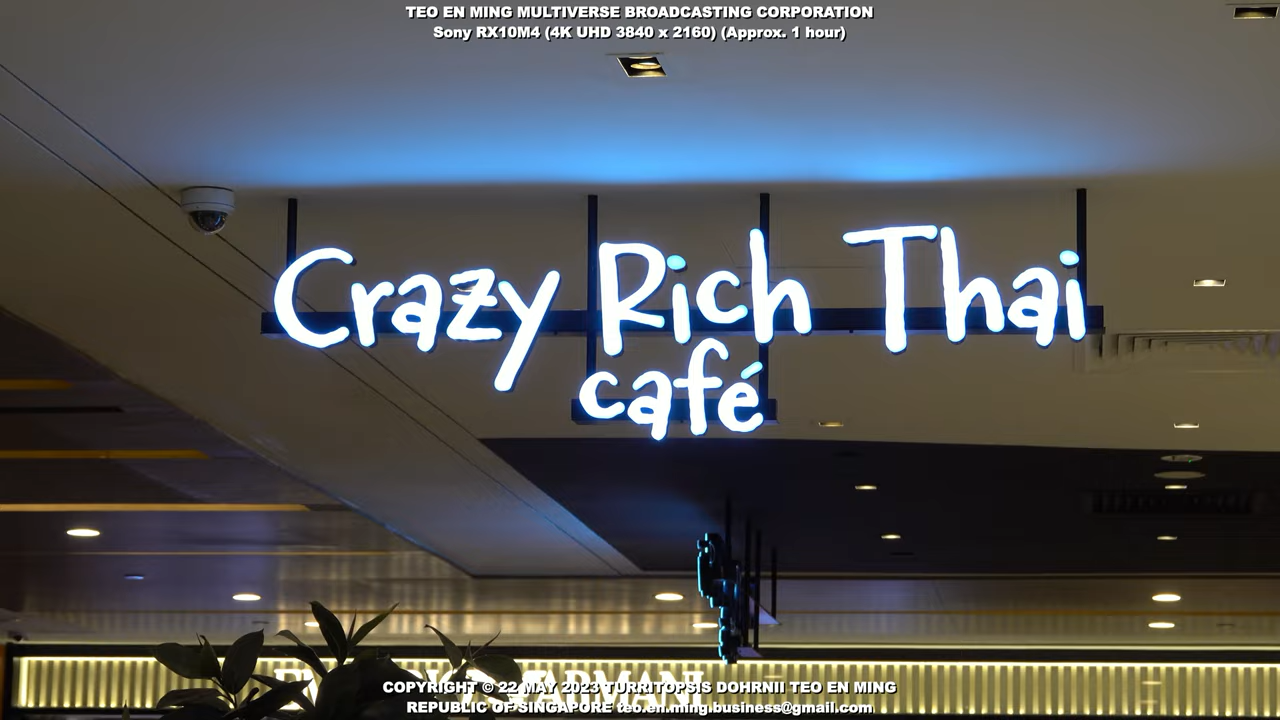 TEO EN MING MULTIVERSE BROADCASTING CORPORATION
Sony RX10M4 (4K UHD 3840 x 2160) (Approx. 1 hour)
Crazy Rich Thai
café
ARMANI
COPYRIGHT © 22 MAY 2023 TURRITOPSIS DOHRNII TEO EN MING
REPUBLIC OF SINGAPORE teo.en.ming.business@gmail.com